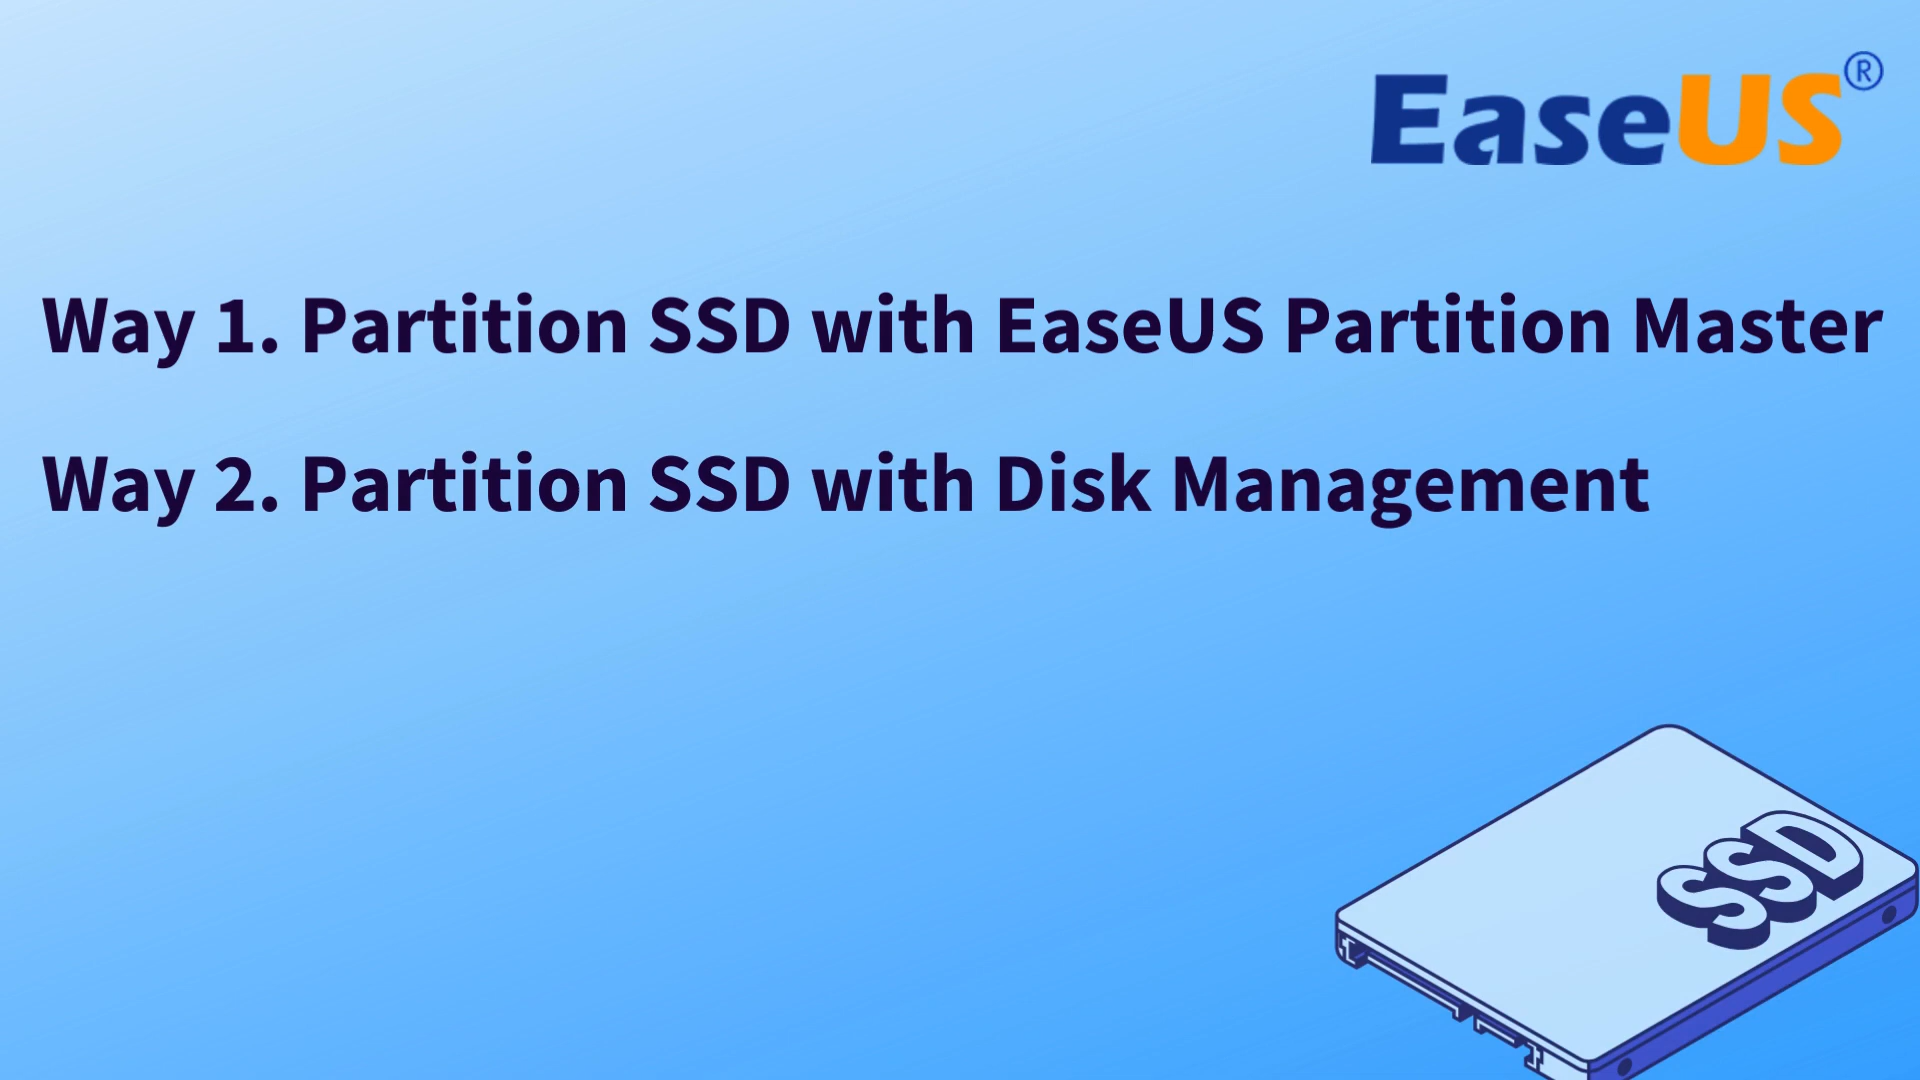 EaseUS®
Way 1. Partition SSD with EaseUS Partition Master
Way 2. Partition SSD with Disk Management
SSD